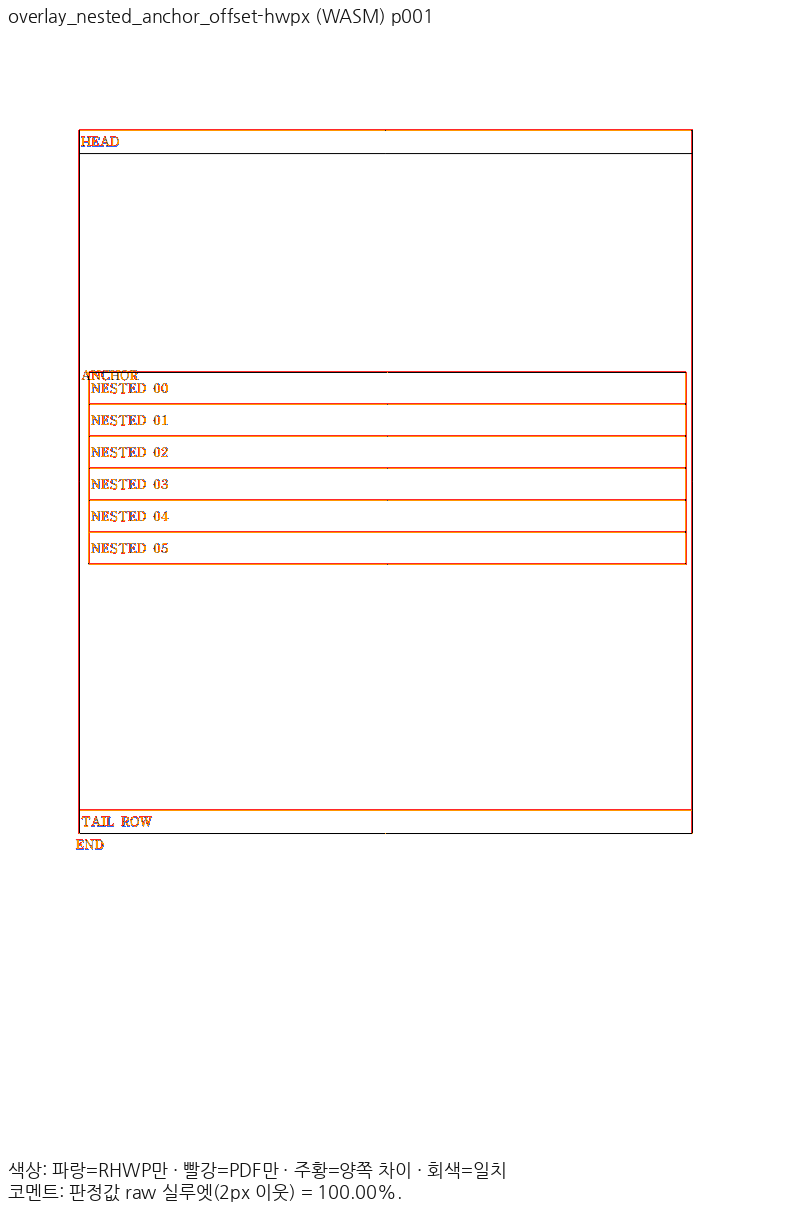 overlay_nested_anchor_offset-hwpx (WASM) p001
HEAD
ANCHOR
NESTED 00
NESTED 01
NESTED 02
NESTED 03
NESTED 04
NESTED 05
TAIL ROW
END
색상: 파랑=RHWP만 · 빨강=PDF만 · 주황=양쪽 차이 · 회색=일치
코멘트: 판정값 raw 실루엣(2px 이웃) = 100.00%.